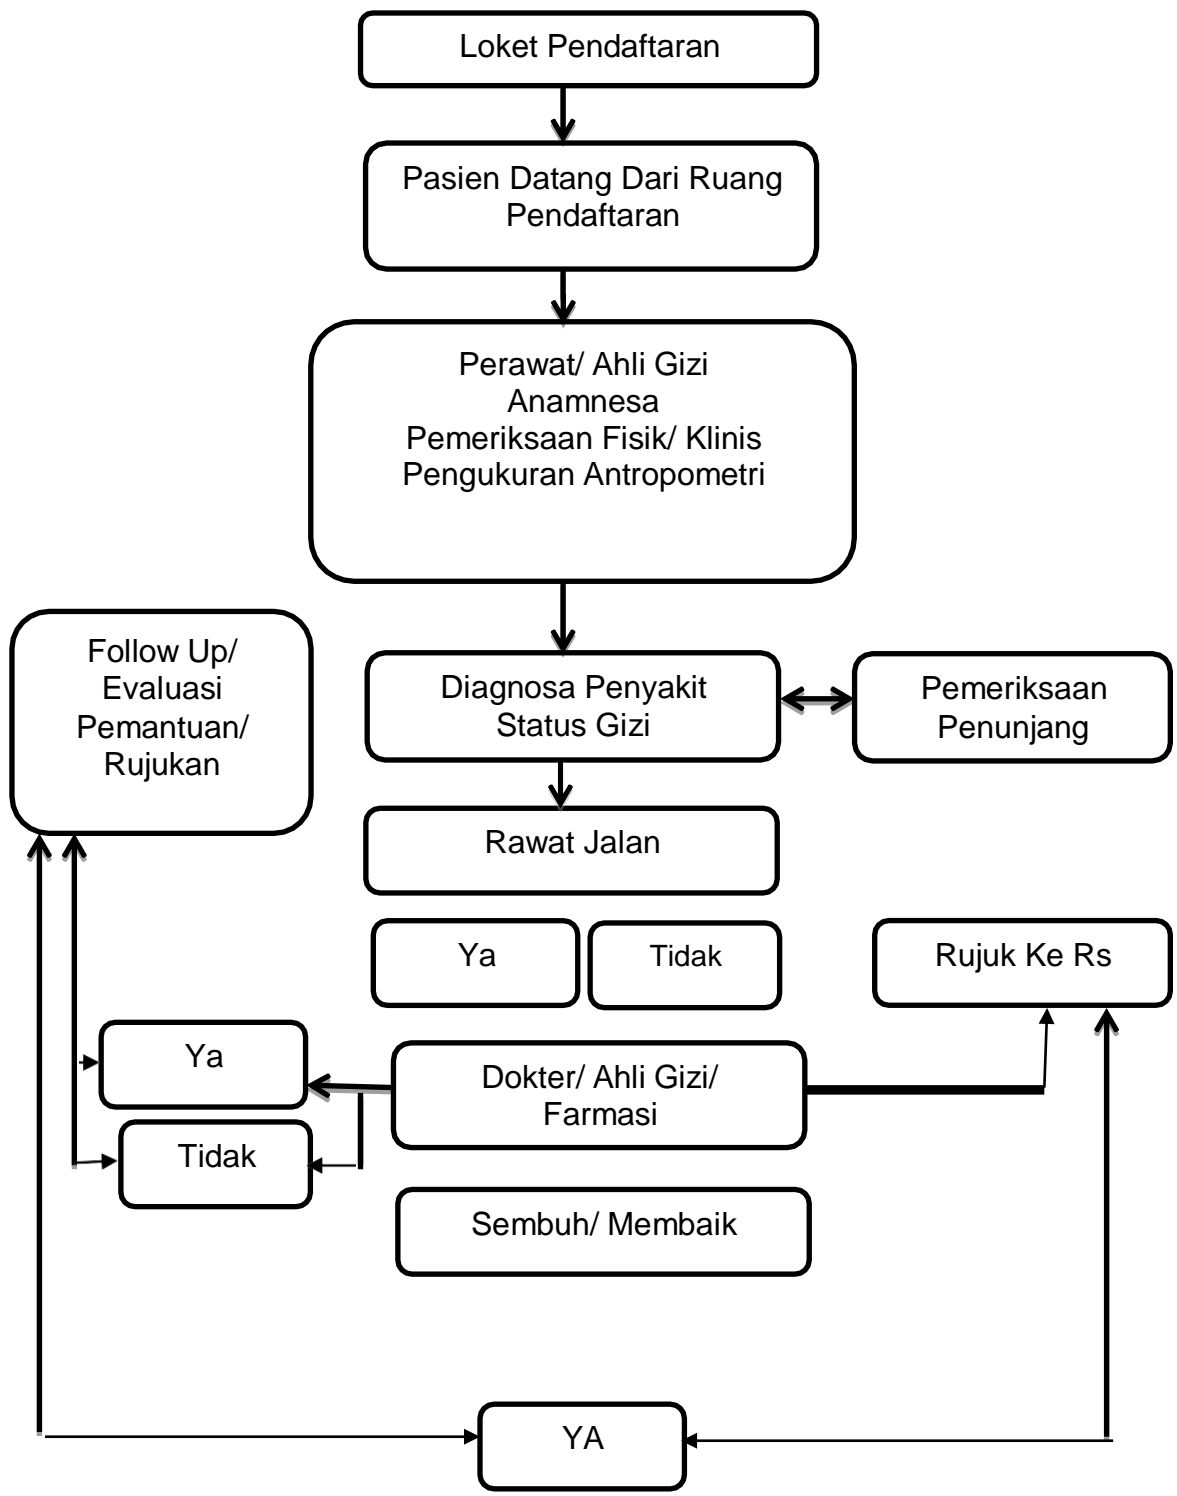 Loket Pendaftaran
Pasien Datang Dari Ruang
Pendaftaran
Perawat/ Ahli Gizi
Anamnesa
Pemeriksaan Fisik/ Klinis
Pengukuran Antropometri
Follow Up/
Evaluasi
Pemantuan/
Rujukan
Diagnosa Penyakit
Status Gizi
Pemeriksaan
Penunjang
Rawat Jalan
Ya
Tidak
Rujuk Ke Rs
Ya
Dokter/ Ahli Gizi/
Farmasi
Tidak
Sembuh/ Membaik
YA